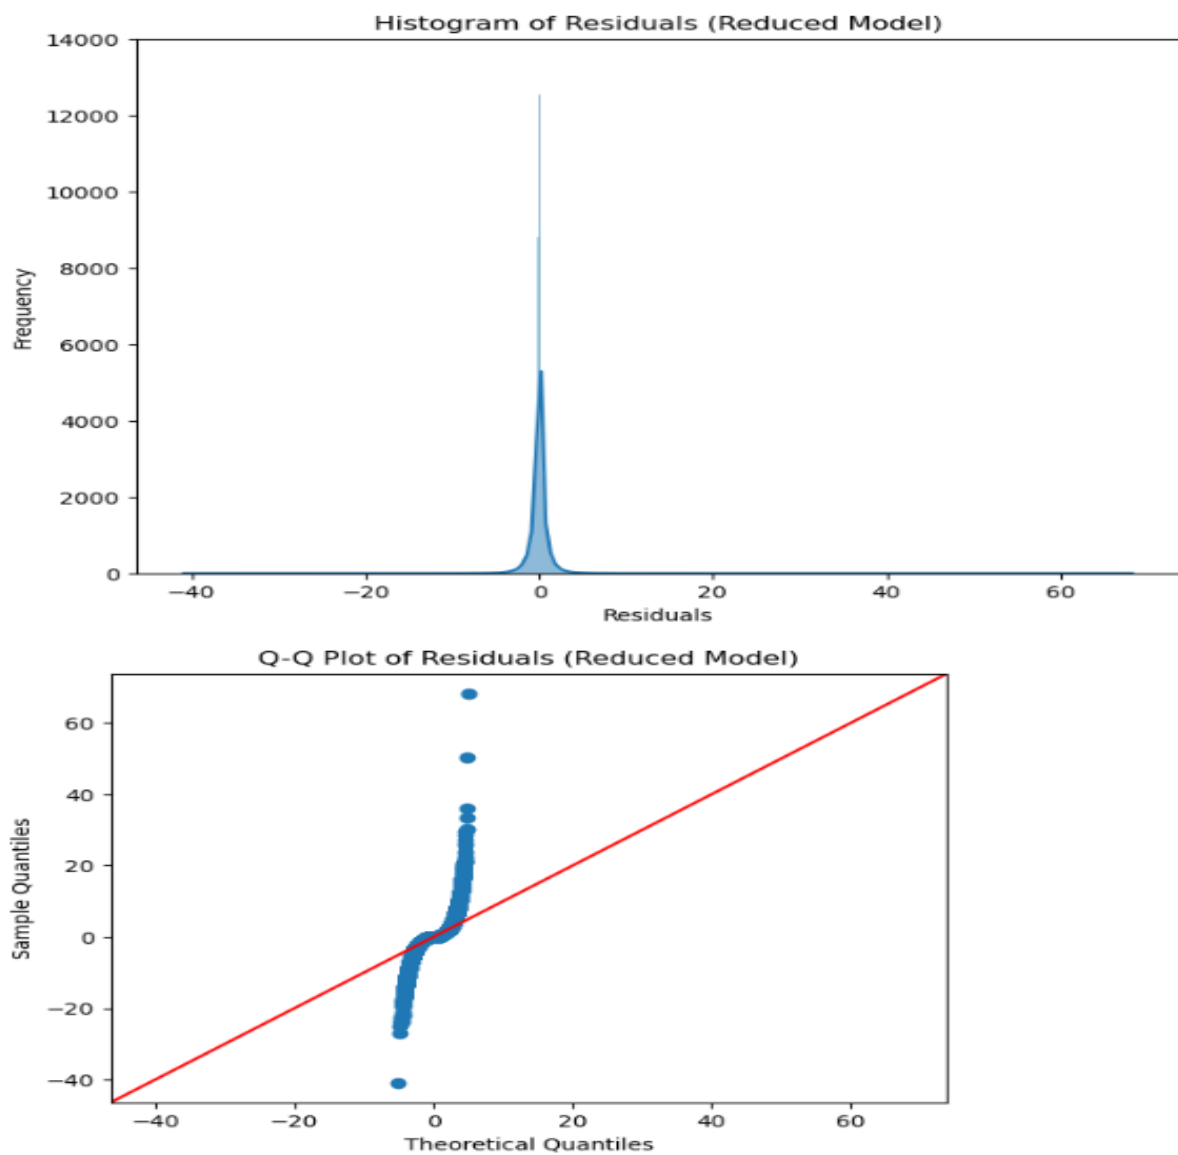 Histogram of Residuals (Reduced Model)
14000
12000
10000
8000
6000
4000
2000
0
Frequency
−40 −20 0 20 40 60
Residuals
Q-Q Plot of Residuals (Reduced Model)
60
40
20
0
−20
−40
Sample Quantiles
−40 −20 0 20 40 60
Theoretical Quantiles